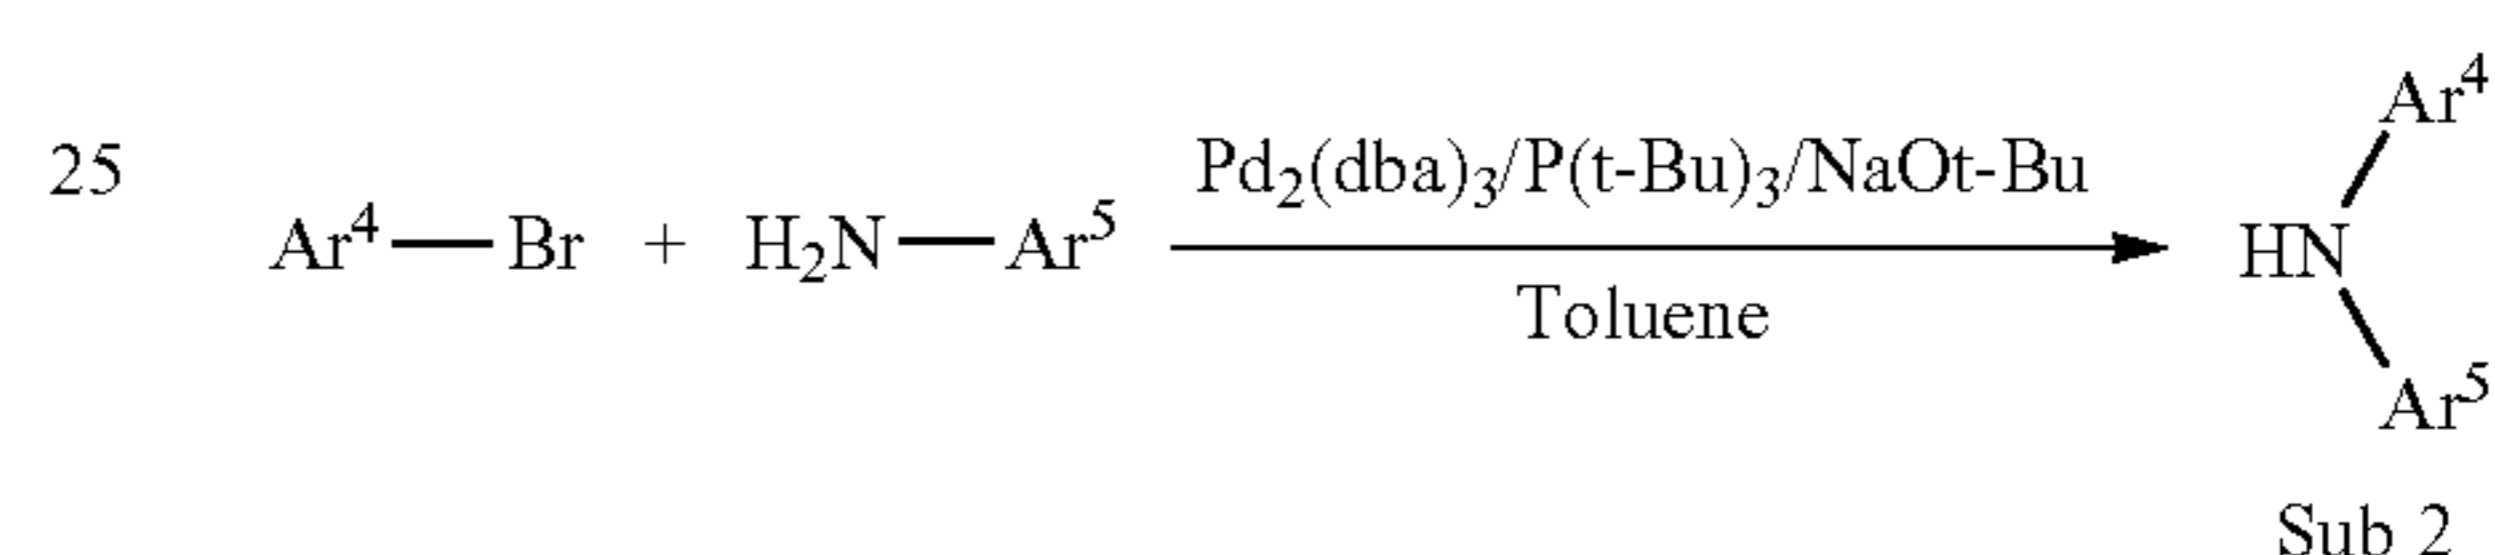 25
Ar⁴—Br + H₂N—Ar⁵
Pd₂(dba)₃/P(t-Bu)₃/NaOt-Bu
Toluene
Ar⁴
HN
Ar⁵
Sub 2